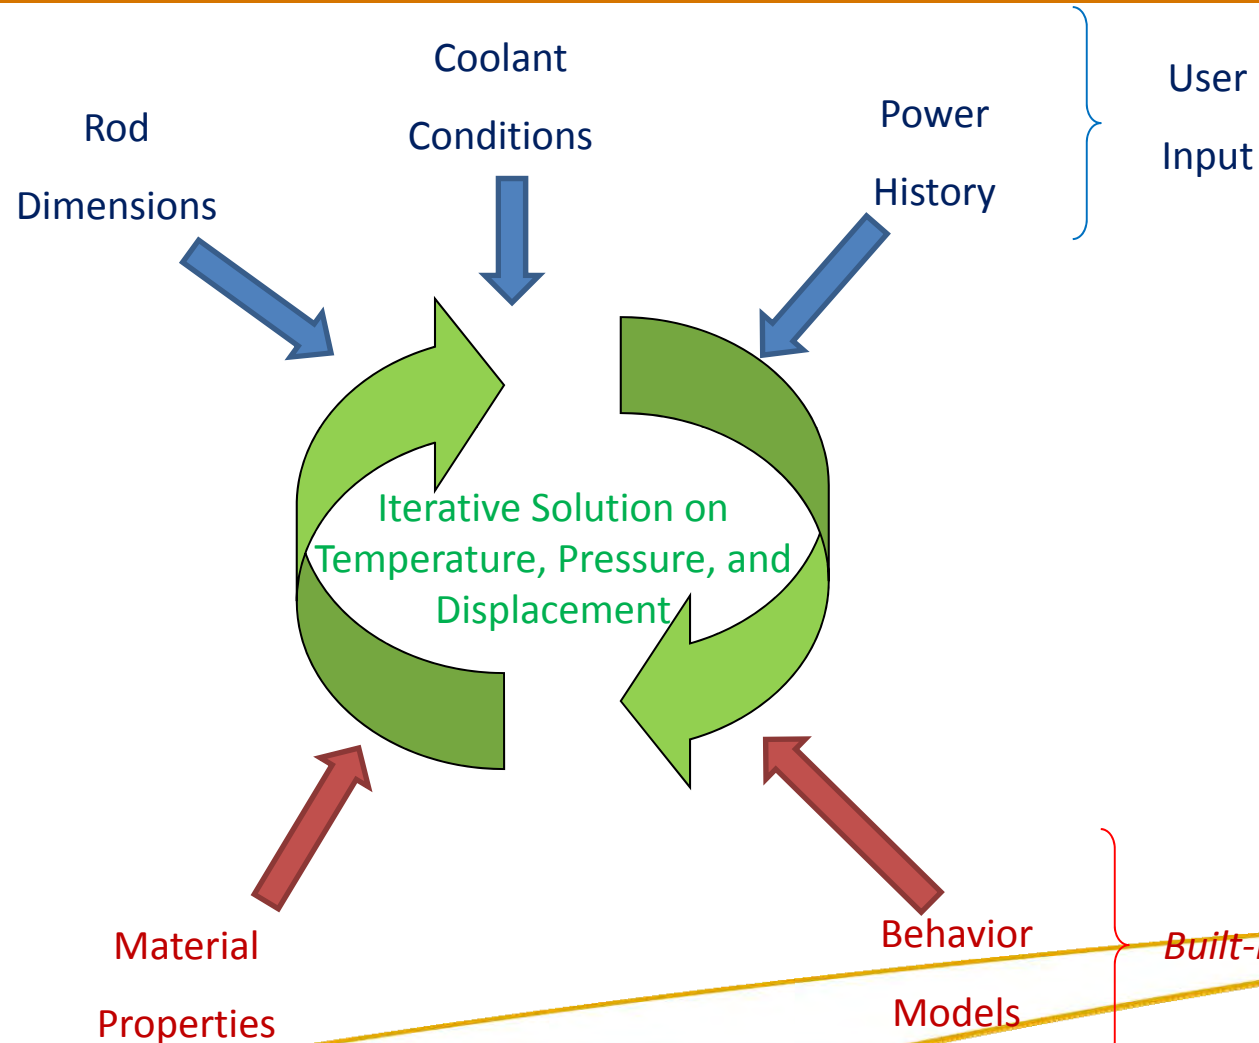 Coolant
Conditions
Rod
Dimensions
Power
History
User
Input
Iterative Solution on
Temperature, Pressure, and
Displacement
Material
Properties
Behavior
Models